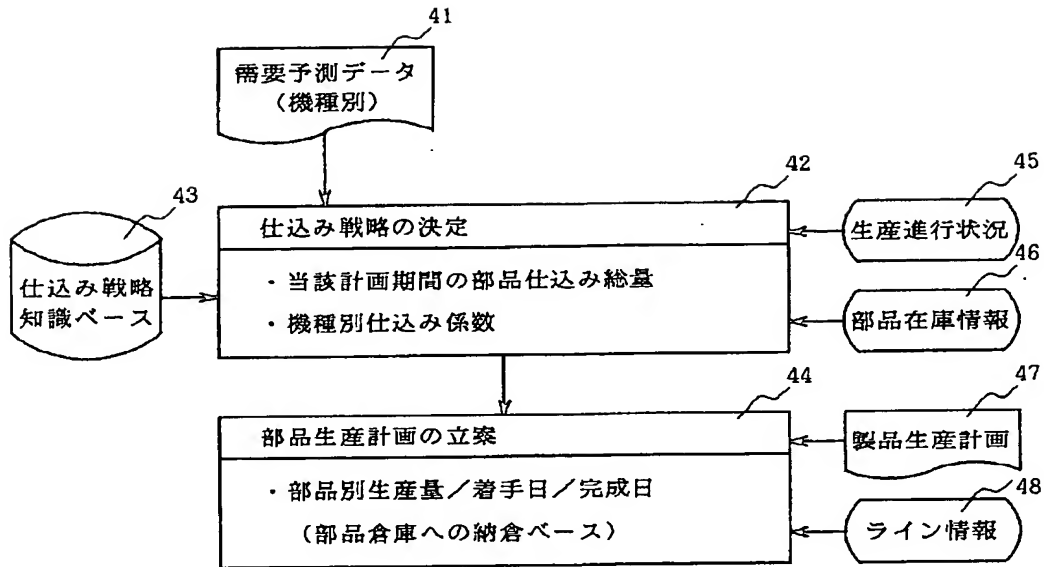 41
需要予測データ
(機種別)
43
仕込み戦略
知識ベース
42
仕込み戦略の決定
・当該計画期間の部品仕込み総量
・機種別仕込み係数
45
生産進行状況
46
部品在庫情報
44
部品生産計画の立案
・部品別生産量/着手日/完成日
(部品倉庫への納倉ベース)
47
製品生産計画
48
ライン情報